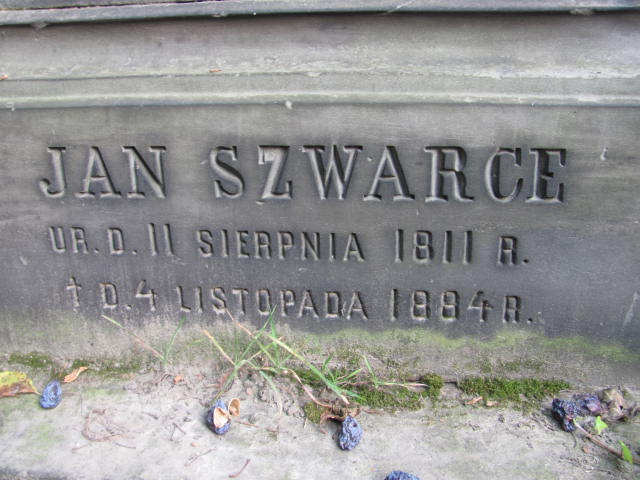 JAN SZWARCE
UR. D. 11 SIERPNIA 1811 R.
† D. 4 LISTOPADA 1884 R.